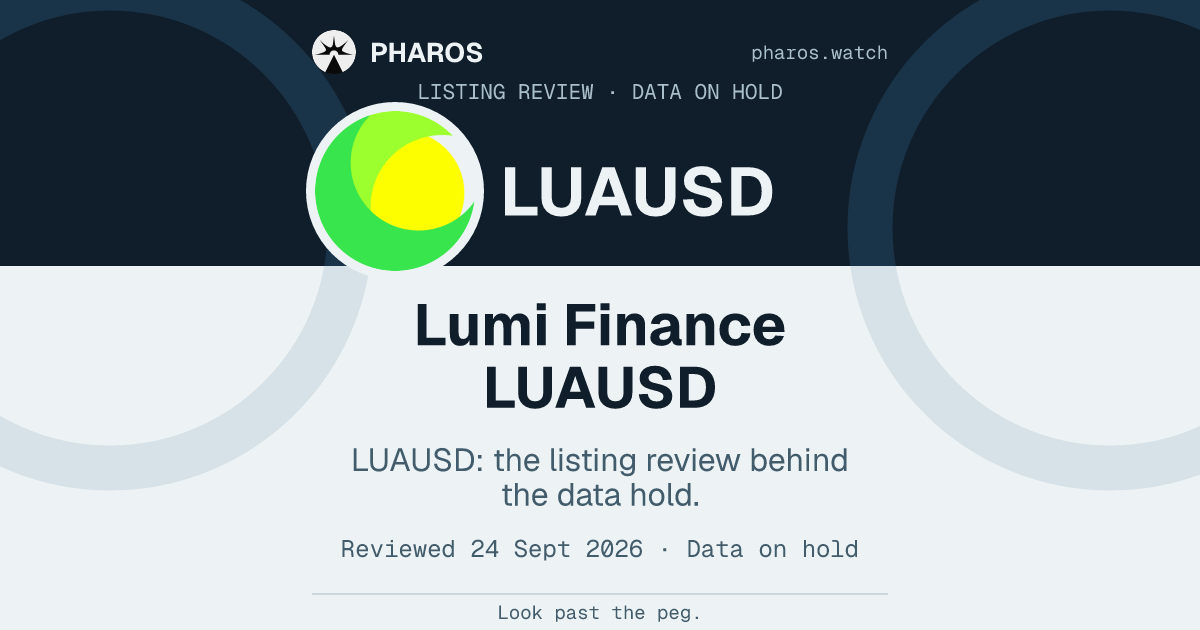 PHAROS
pharos.watch
LISTING REVIEW · DATA ON HOLD
LUAUSD
Lumi Finance
LUAUSD
LUAUSD: the listing review behind
the data hold.
Reviewed 24 Sept 2026 · Data on hold
Look past the peg.